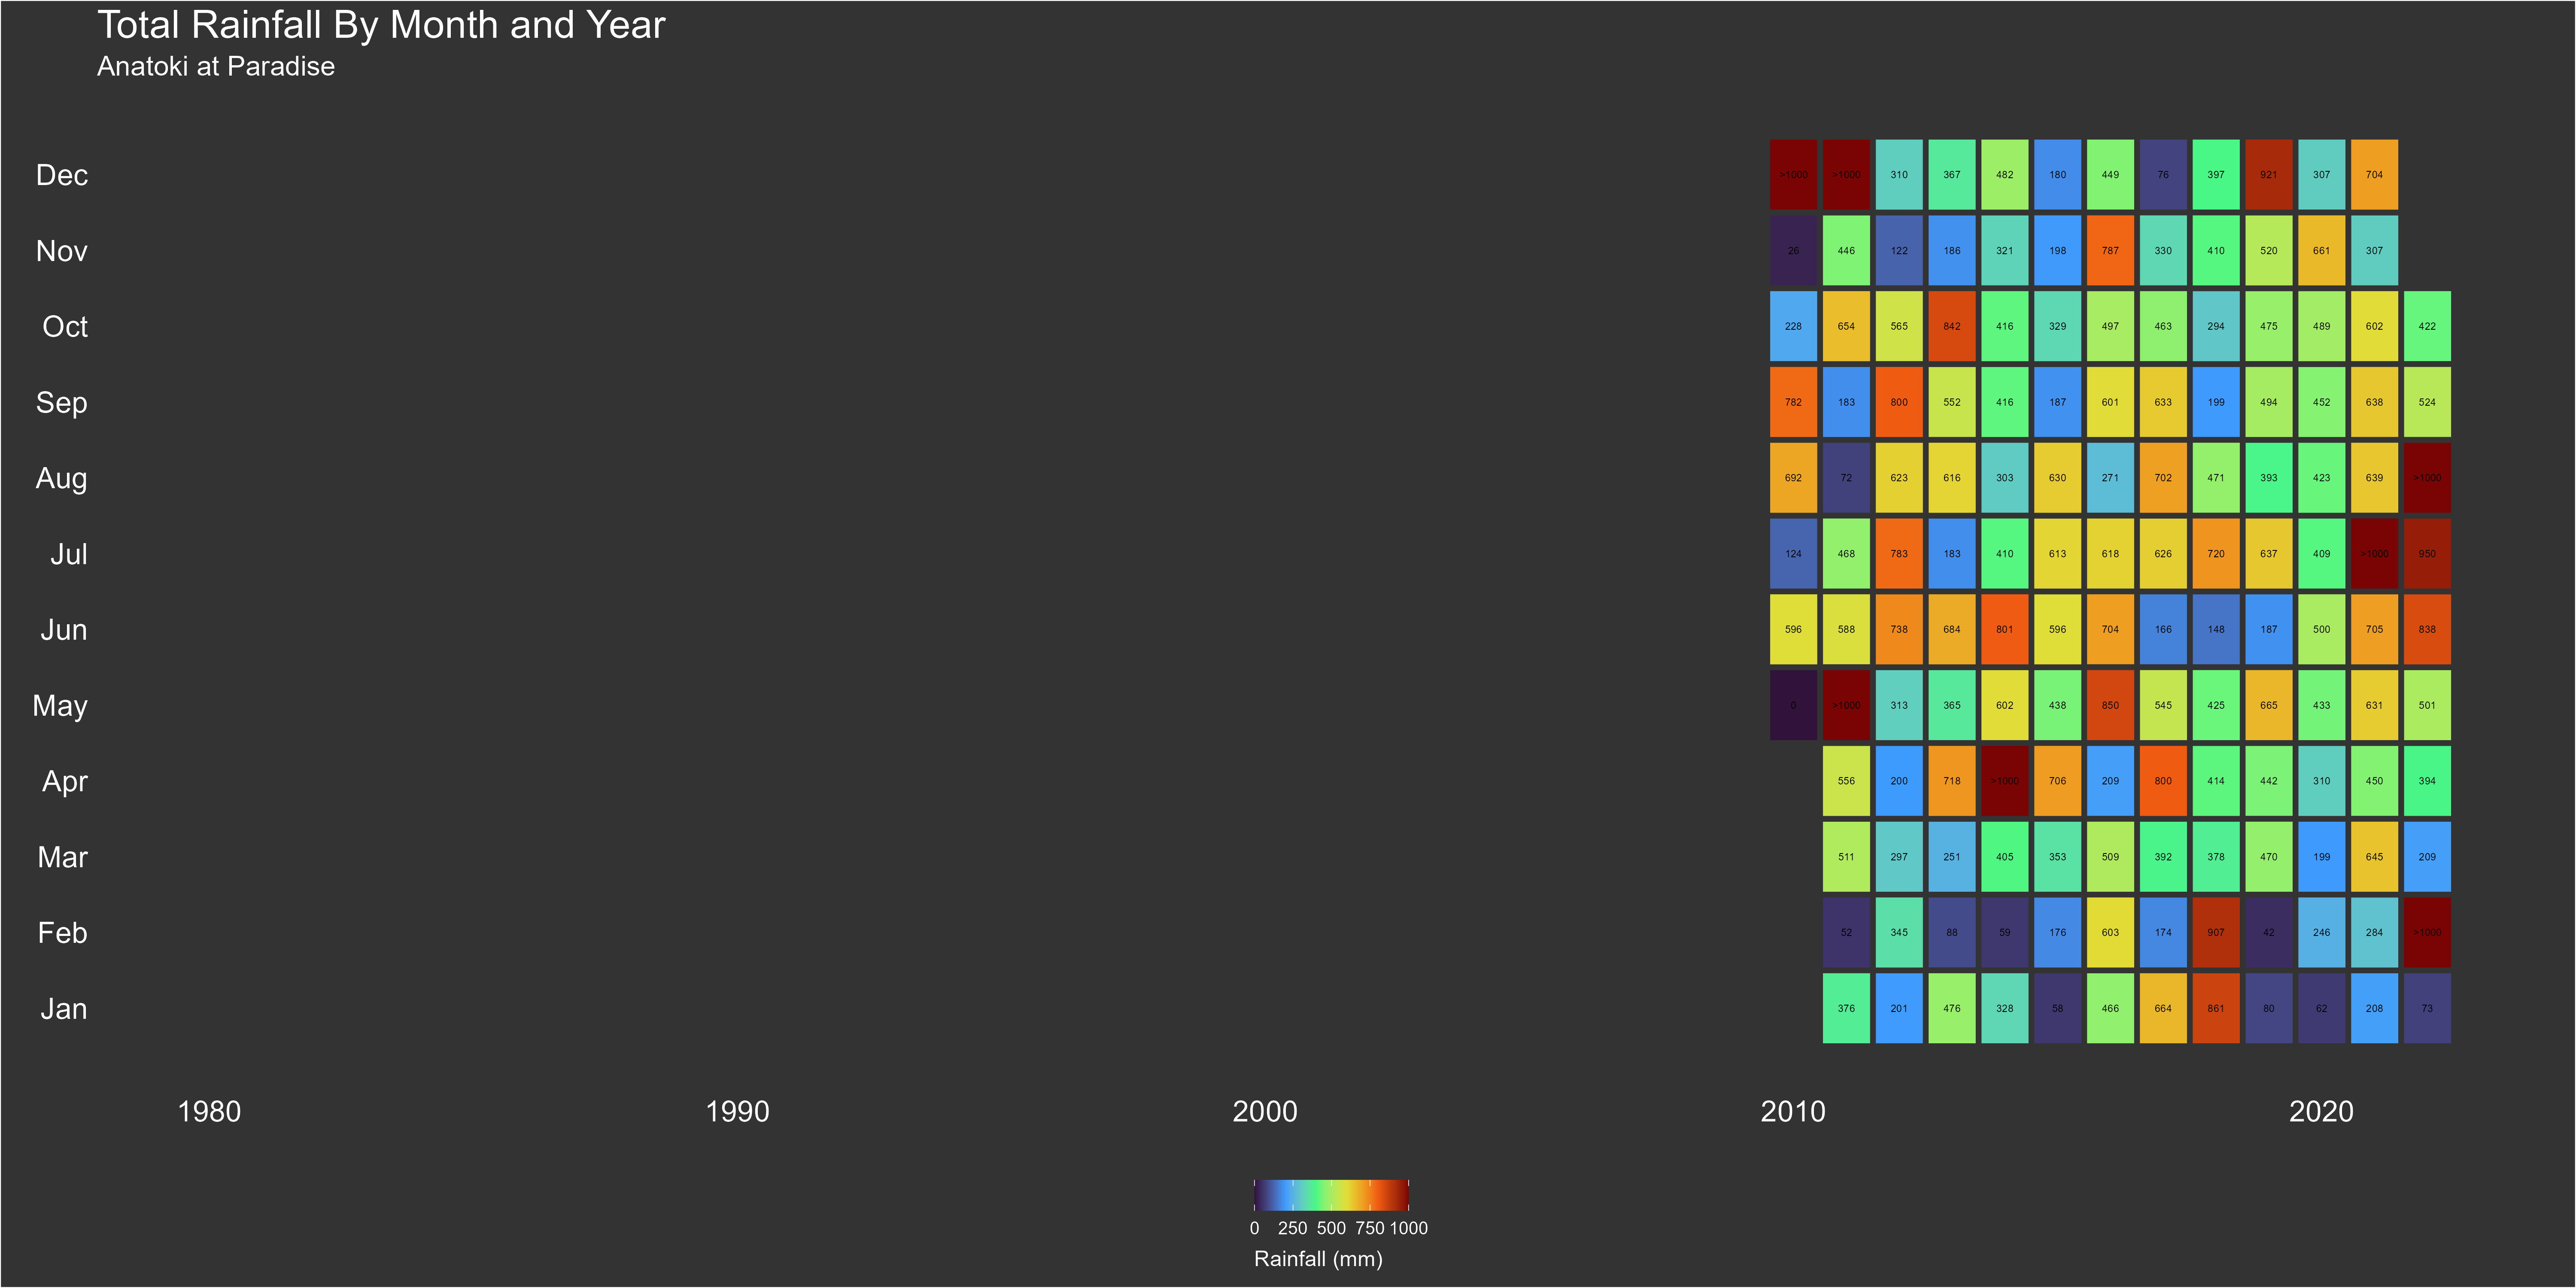 Total Rainfall By Month and Year
Anatoki at Paradise
Dec >1000 >1000 310 367 482 180 449 76 397 921 307 704
Nov 26 446 122 186 321 198 787 330 410 520 661 307
Oct 228 654 565 842 416 329 497 463 294 475 489 602 422
Sep 782 183 800 552 416 187 601 633 199 494 452 638 524
Aug 692 72 623 616 303 630 271 702 471 393 423 639 >1000
Jul 124 468 783 183 410 613 618 626 720 637 409 >1000 950
Jun 596 588 738 684 801 596 704 166 148 187 500 705 838
May 0 >1000 313 365 602 438 850 545 425 665 433 631 501
Apr 556 200 718 >1000 706 209 800 414 442 310 450 394
Mar 511 297 251 405 353 509 392 378 470 199 645 209
Feb 52 345 88 59 176 603 174 907 42 246 284 >1000
Jan 376 201 476 328 58 466 664 861 80 62 208 73
1980 1990 2000 2010 2020
0 250 500 750 1000
Rainfall (mm)